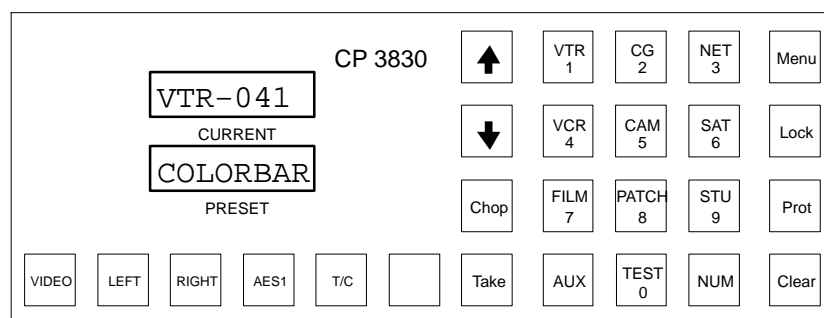 CP 3830
VTR-041
CURRENT
COLORBAR
PRESET
VTR
1
CG
2
NET
3
Menu
VCR
4
CAM
5
SAT
6
Lock
Chop
FILM
7
PATCH
8
STU
9
Prot
VIDEO
LEFT
RIGHT
AES1
T/C
Take
AUX
TEST
0
NUM
Clear